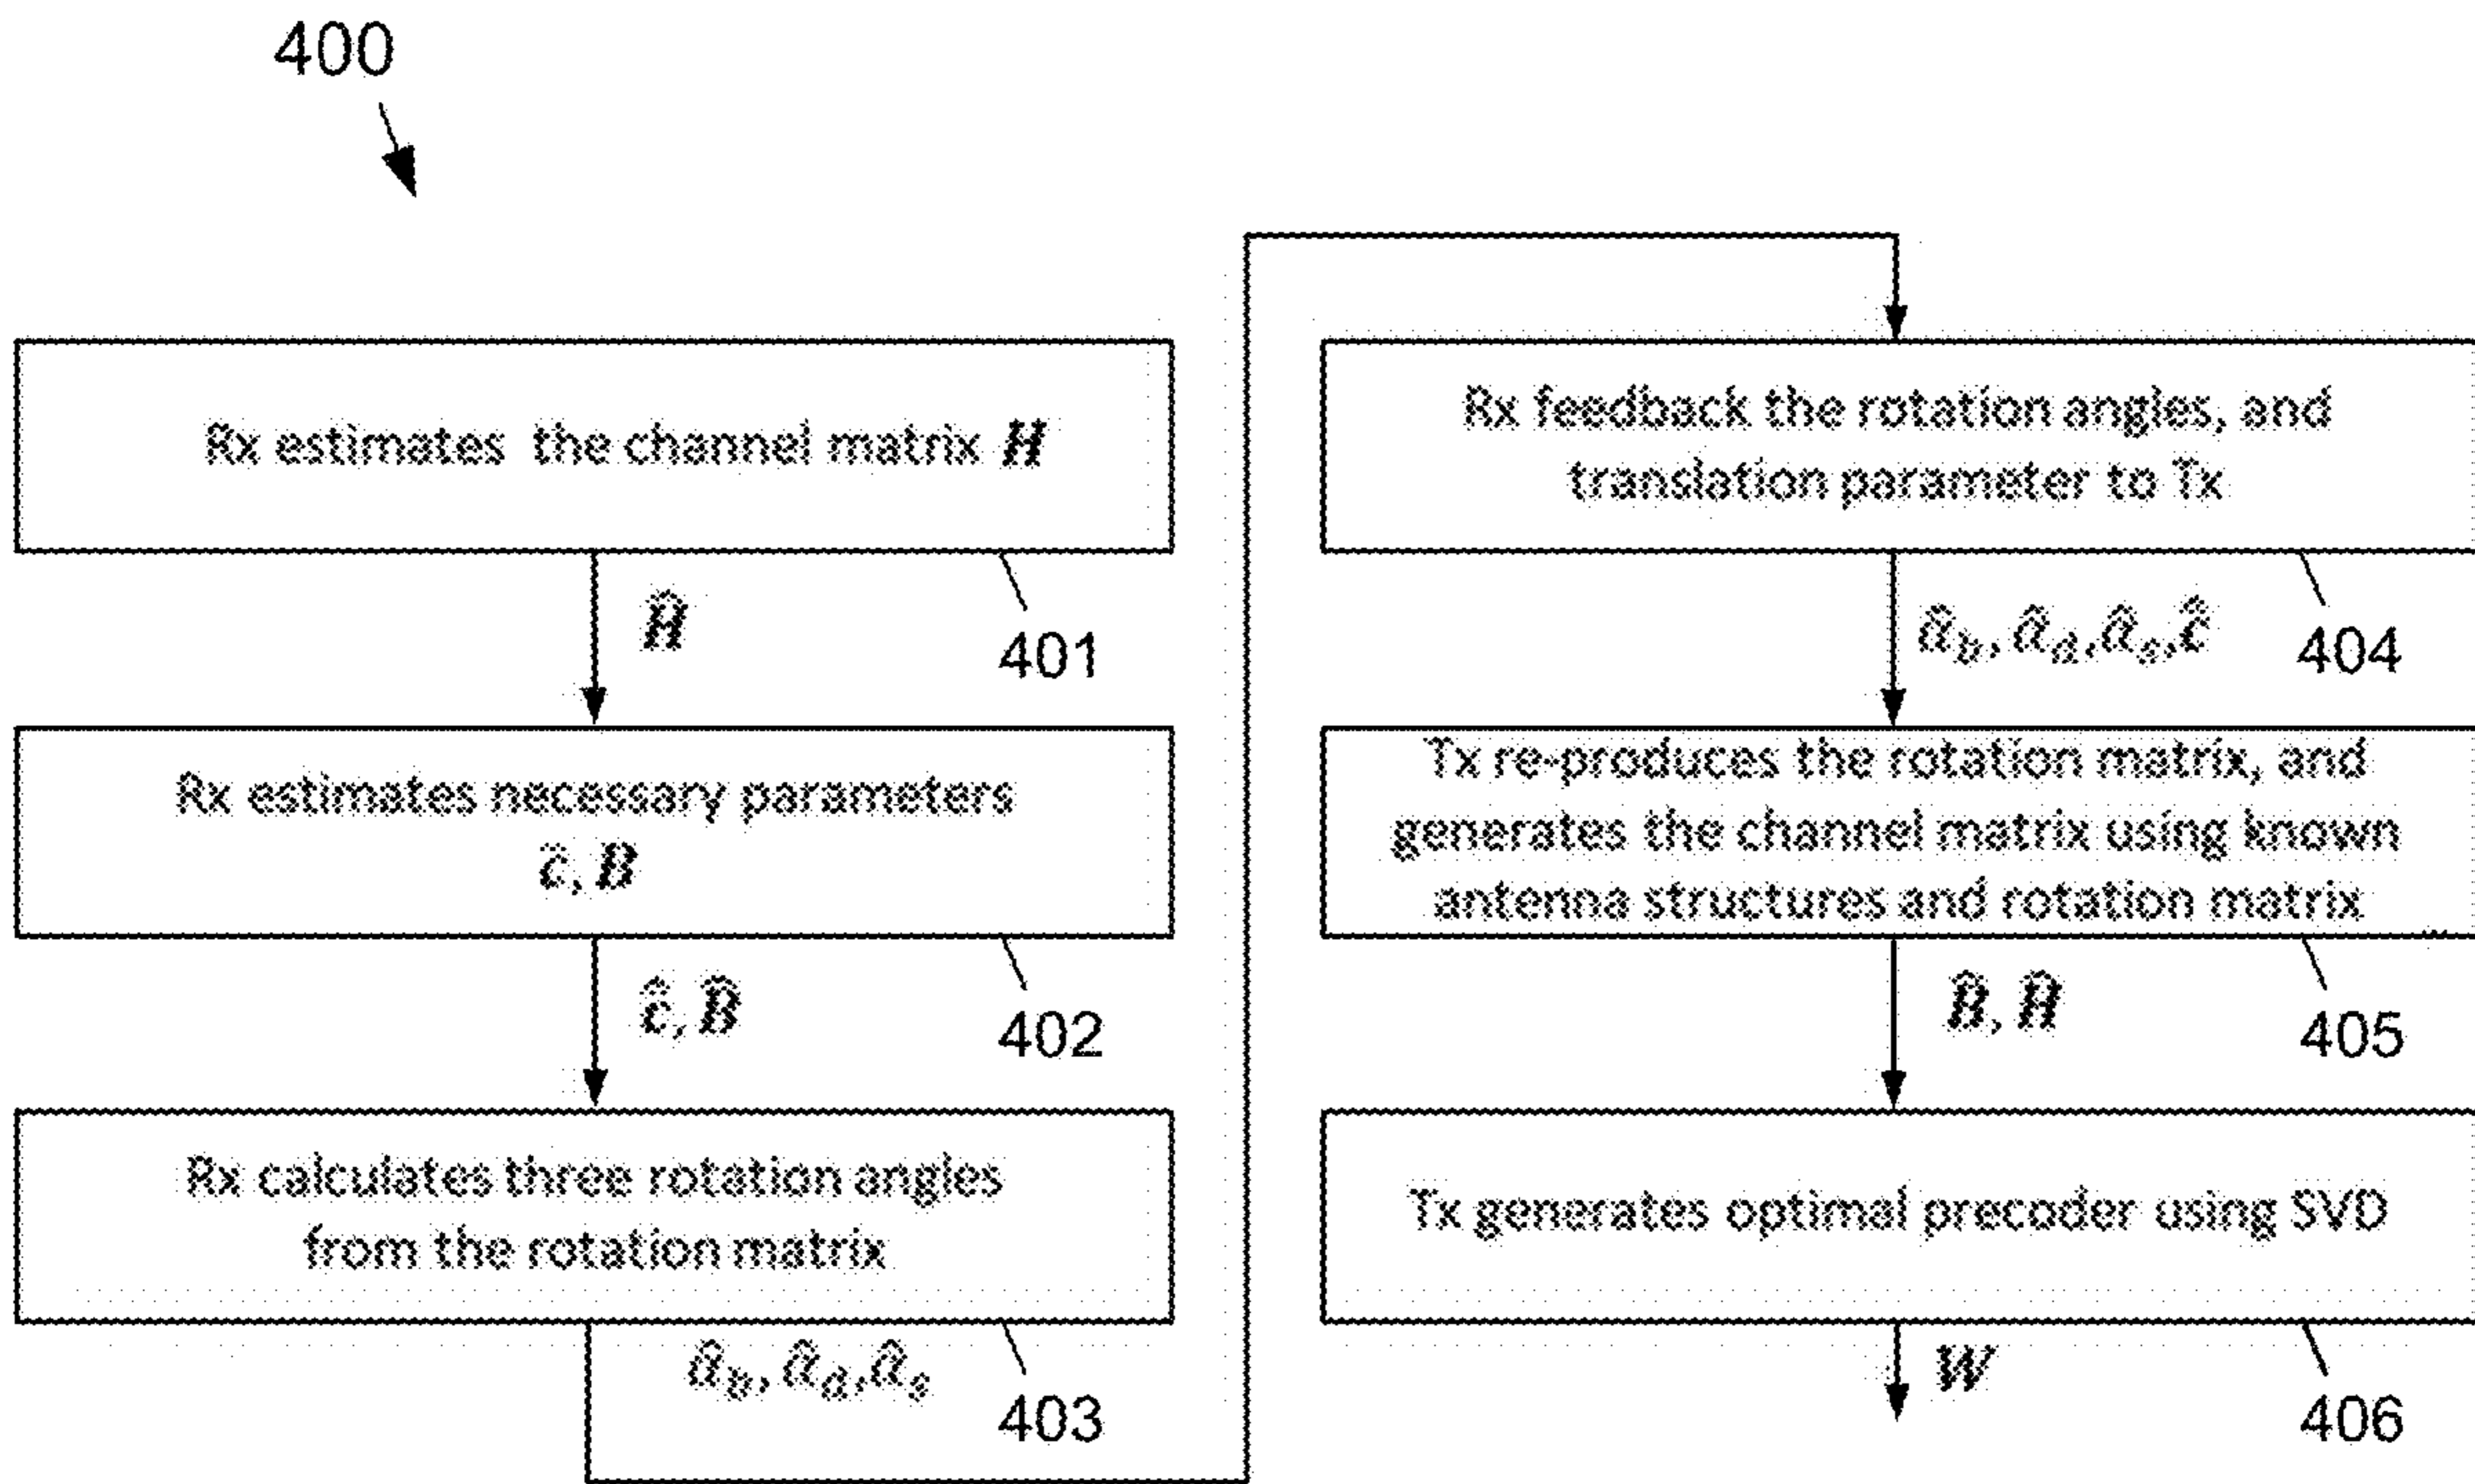 400
Rx estimates the channel matrix H
Ĥ
401
Rx estimates necessary parameters
402
Rx calculates three rotation angles
from the rotation matrix
403
Rx feedback the rotation angles, and
translation parameter to Tx
404
Tx re-produces the rotation matrix, and
generates the channel matrix using known
antenna structures and rotation matrix
405
Tx generates optimal precoder using SVD
W
406